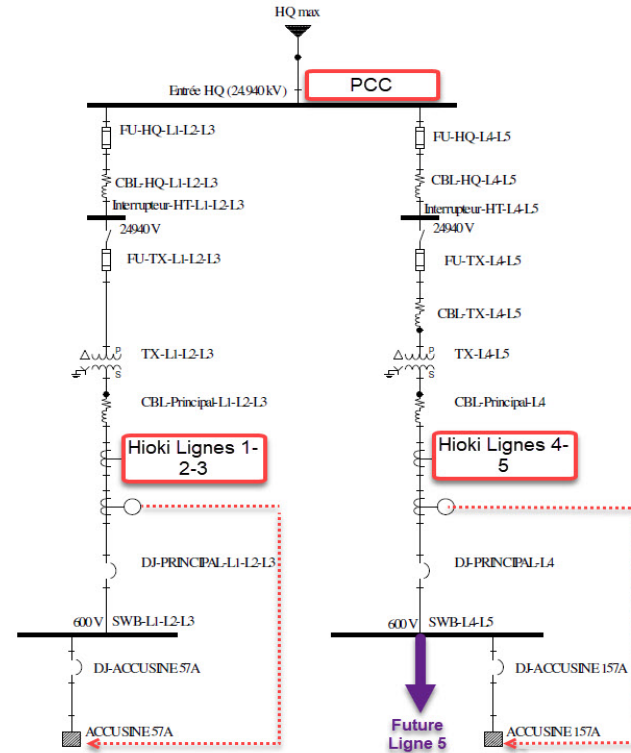 HQ max
Entrée HQ (24.940 kV)
PCC
FU-HQ-L1-L2-L3
FU-HQ-L4-L5
CBL-HQ-L1-L2-L3
CBL-HQ-L4-L5
Interrupteur-HT-L1-L2-L3
Interrupteur-HT-L4-L5
24940 V
24940 V
FU-TX-L1-L2-L3
FU-TX-L4-L5
CBL-TX-L4-L5
P
TX-L1-L2-L3
S
P
TX-L4-L5
S
CBL-Principal-L1-L2-L3
CBL-Principal-L4
Hioki Lignes 1-
2-3
Hioki Lignes 4-
5
DJ-PRINCIPAL-L1-L2-L3
DJ-PRINCIPAL-L4
600 V
SWB-L1-L2-L3
600 V
SWB-L4-L5
DJ-ACCUSINE 57A
DJ-ACCUSINE 157A
Future
Ligne 5
ACCUSINE 57A
ACCUSINE 157A